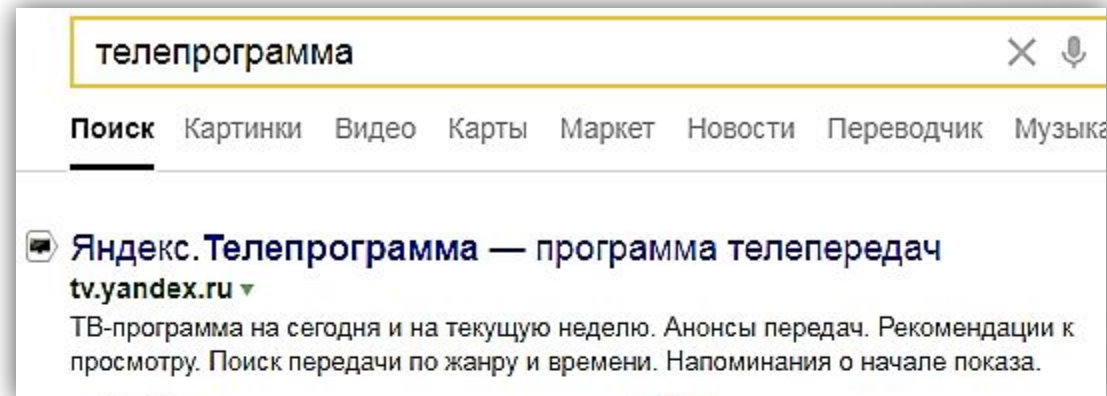 телепрограмма
Поиск Картинки Видео Карты Маркет Новости Переводчик Музыка
Яндекс.Телепрограмма — программа телепередач
tv.yandex.ru
ТВ-программа на сегодня и на текущую неделю. Анонсы передач. Рекомендации к
просмотру. Поиск передачи по жанру и времени. Напоминания о начале показа.